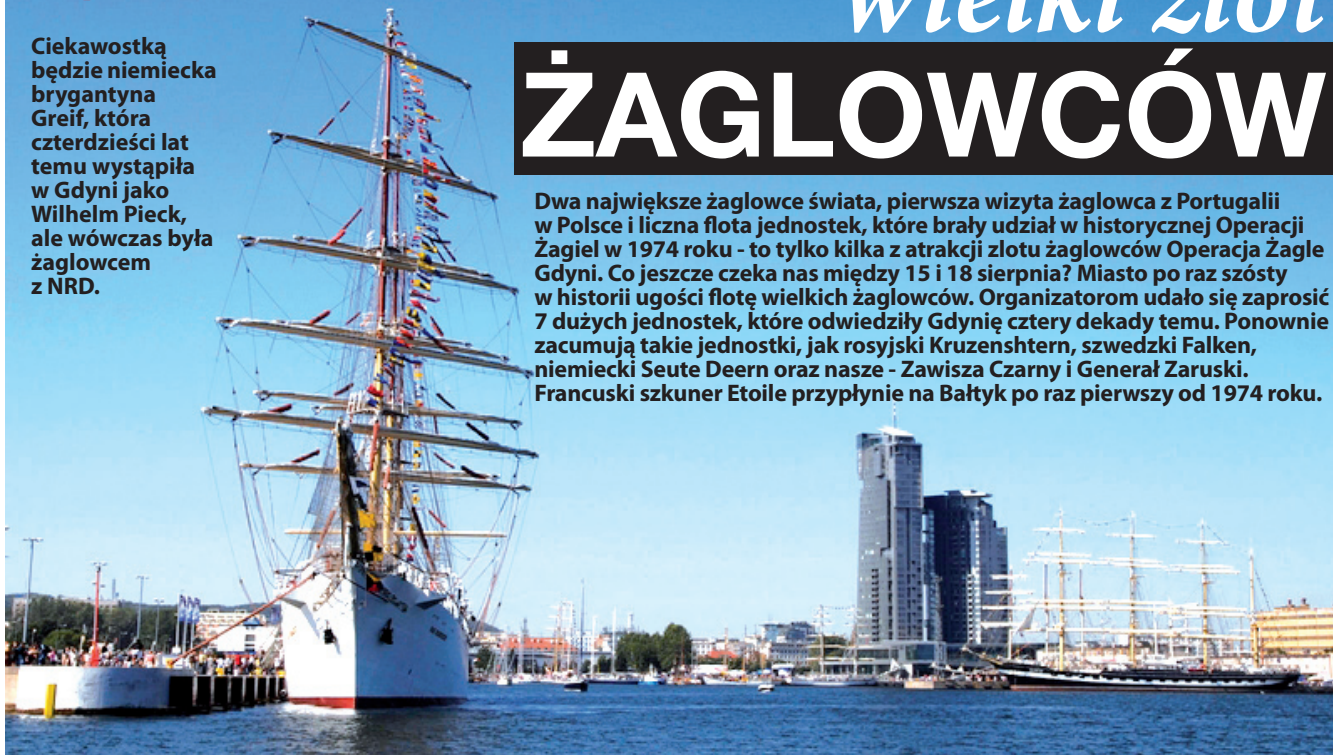 wielki zlot
ŻAGLOWCÓW
Ciekawostką
będzie niemiecka
brygantyna
Greif, która
czterdzieści lat
temu wystąpiła
w Gdyni jako
Wilhelm Pieck,
ale wówczas była
żaglowcem
z NRD.
Dwa największe żaglowce świata, pierwsza wizyta żaglowca z Portugalii
w Polsce i liczna flota jednostek, które brały udział w historycznej Operacji
Żagiel w 1974 roku - to tylko kilka z atrakcji zlotu żaglowców Operacja Żagle
Gdyni. Co jeszcze czeka nas między 15 i 18 sierpnia? Miasto po raz szósty
w historii ugości flotę wielkich żaglowców. Organizatorom udało się zaprosić
7 dużych jednostek, które odwiedziły Gdynię cztery dekady temu. Ponownie
zacumują takie jednostki, jak rosyjski Kruzenshtern, szwedzki Falken,
niemiecki Seute Deern oraz nasze - Zawisza Czarny i Generał Zaruski.
Francuski szkuner Etoile przypłynie na Bałtyk po raz pierwszy od 1974 roku.